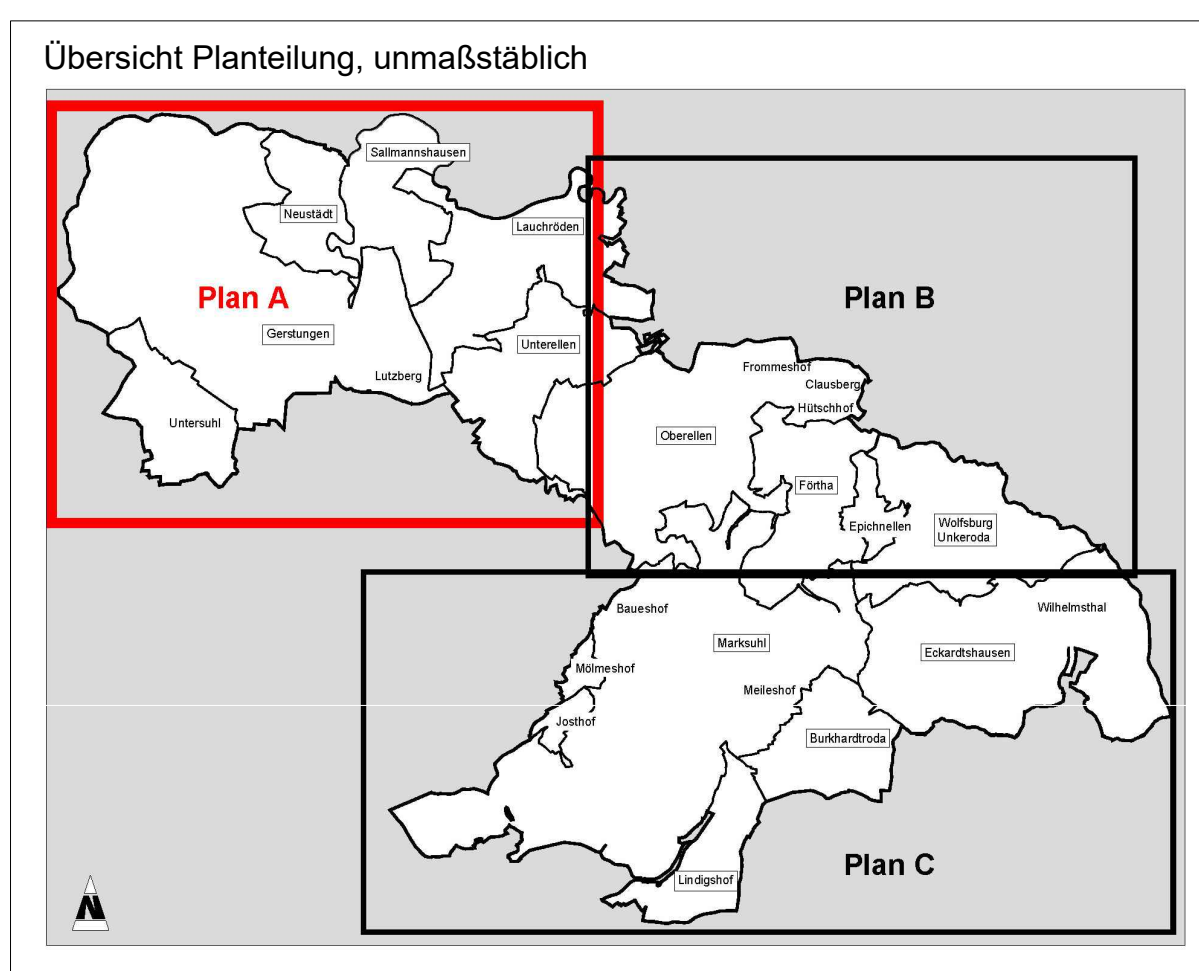 Übersicht Planteilung, unmaßstäblich
Sallmannshausen
Neustädt
Lauchröden
Plan A
Plan B
Gerstungen
Unterellen
Lutzberg
Frommeshof
Clausberg
Hütschhof
Untersuhl
Oberellen
Förtha
Epichnellen
Wolfsburg
Unkeroda
Baueshof
Wilhelmsthal
Marksuhl
Eckardtshausen
Mölmeshof
Meileshof
Josthof
Burkhardtroda
Plan C
Lindigshof
N